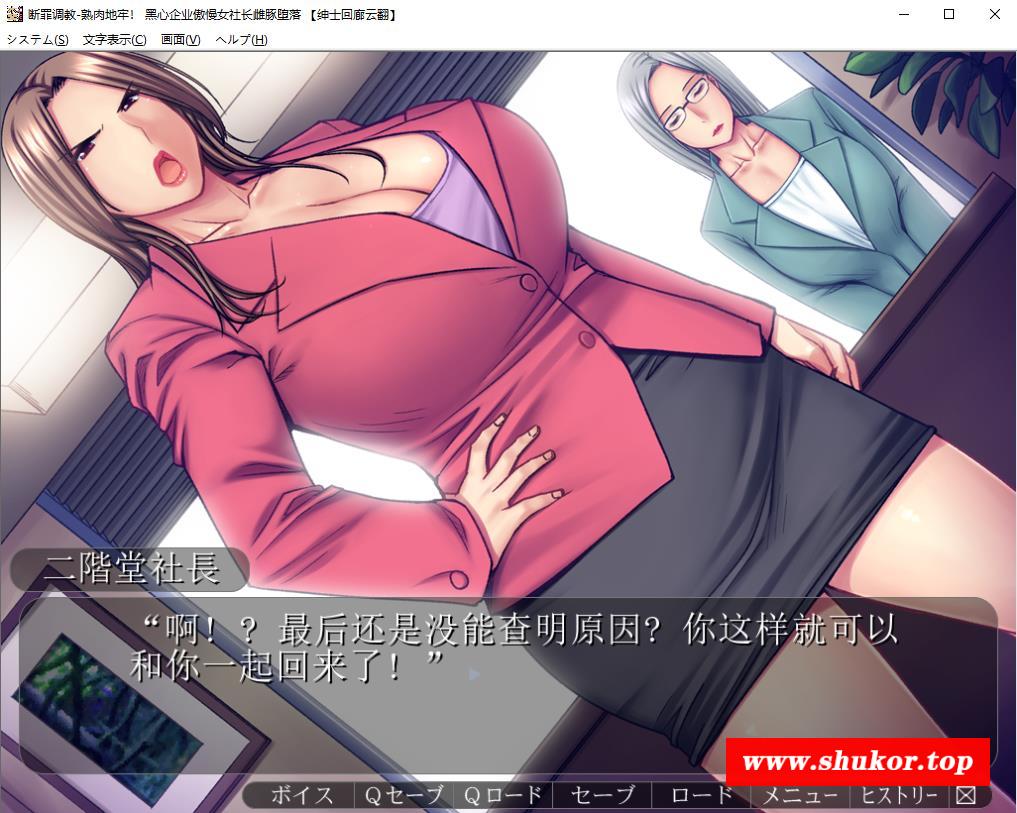 断罪调教-熟肉地牢！ 黑心企业傲慢女社长雌豚堕落 【绅士回廊云翻】
システム(S) 文字表示(C) 画面(V) ヘルプ(H)
二階堂社長
“啊！？最后还是没能查明原因？你这样就可以
和你一起回来了！”
www.shukor.top
ボイス Qセーブ Qロード セーブ ロード メニュー ヒストリー